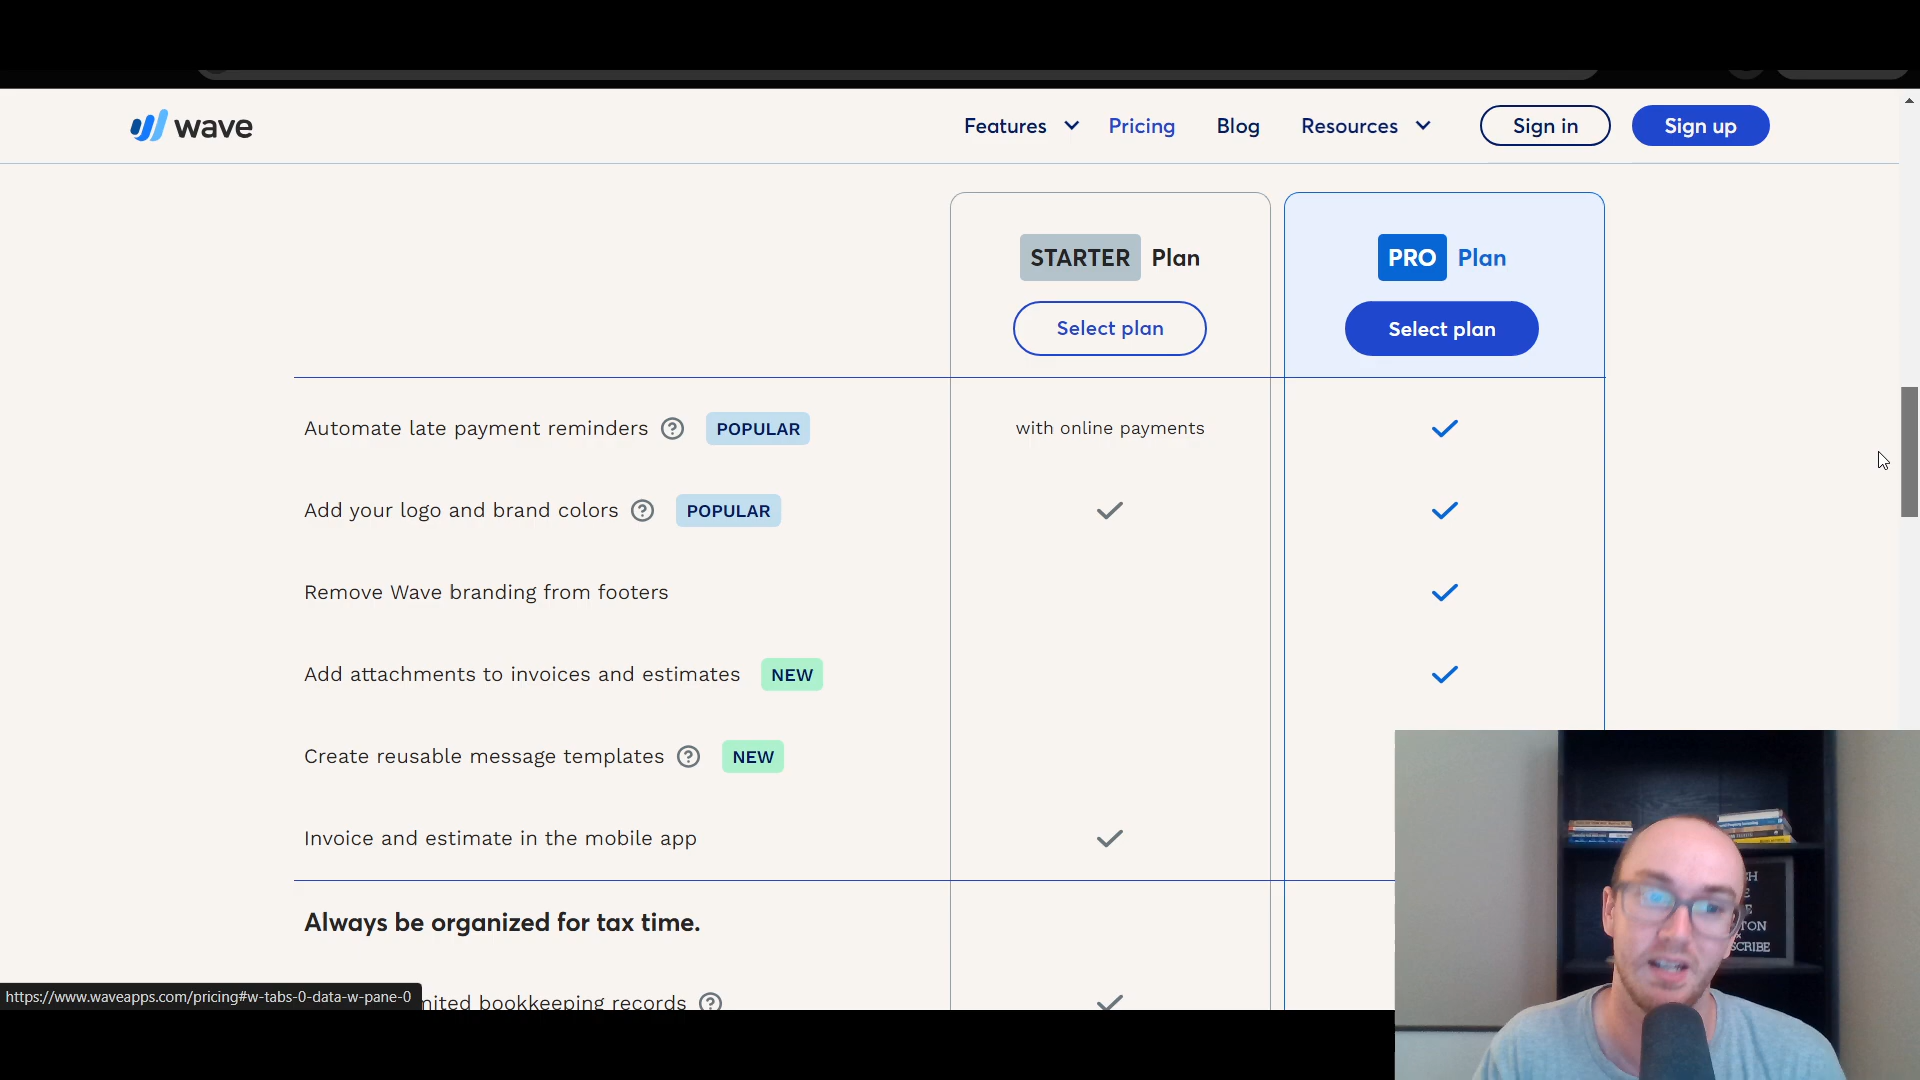 wave
Features
Pricing
Blog
Resources
Sign in
Sign up
STARTER Plan
PRO Plan
Select plan
Select plan
Automate late payment reminders ? POPULAR
with online payments
Add your logo and brand colors ? POPULAR
Remove Wave branding from footers
Add attachments to invoices and estimates NEW
Create reusable message templates ? NEW
Invoice and estimate in the mobile app
Always be organized for tax time.
bookkeeping records ?
https://www.waveapps.com/pricing#w-tabs-0-data-w-pane-0